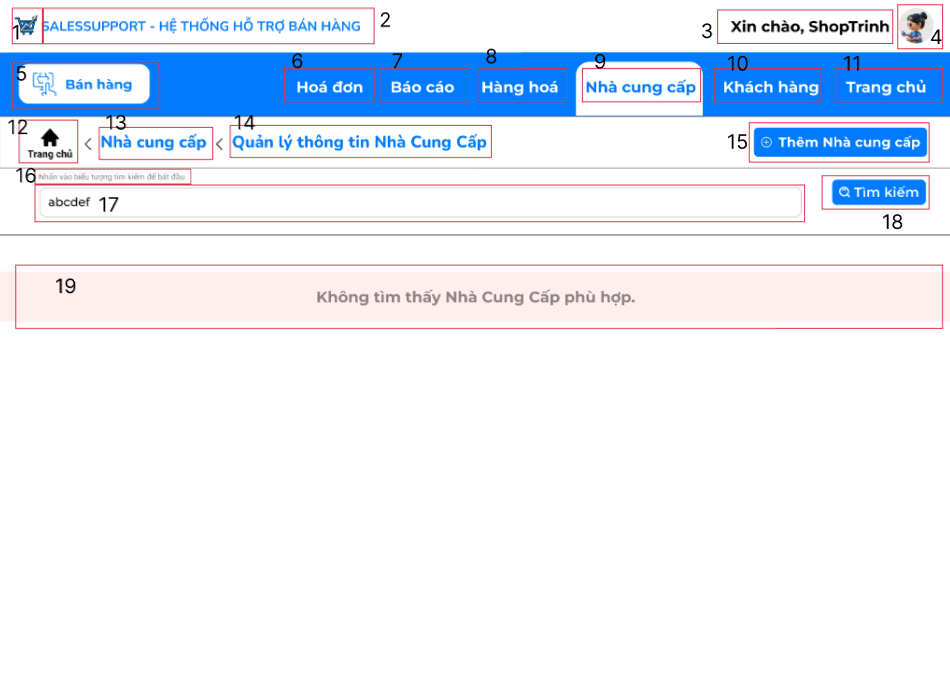 1 SALESSUPPORT - HỆ THỐNG HỖ TRỢ BÁN HÀNG 2
3 Xin chào, ShopTrinh 4
5 Bán hàng
6 Hoá đơn
7 Báo cáo
8 Hàng hoá
9 Nhà cung cấp
10 Khách hàng
11 Trang chủ
12 Trang chủ
< 13 Nhà cung cấp
< 14 Quản lý thông tin Nhà Cung Cấp
15 Thêm Nhà cung cấp
16 Nhấn vào biểu tượng tìm kiếm để bắt đầu
abcdef 17
Tìm kiếm
18
19
Không tìm thấy Nhà Cung Cấp phù hợp.